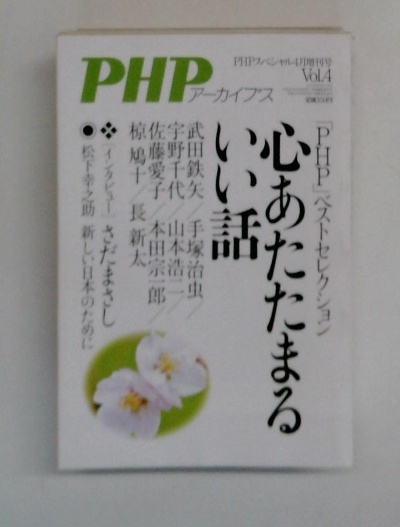 PHP
アーカイブス
PHPスペシャル4月増刊号
Vol.4
「PHP」ベストセレクション
心あたたまる
いい話
武田鉄矢/手塚治虫/
宇野千代/山本浩二/
佐藤愛子/本田宗一郎/
椋鳩十/長新太
❖[インタビュー]さだまさし
●松下幸之助 新しい日本のために